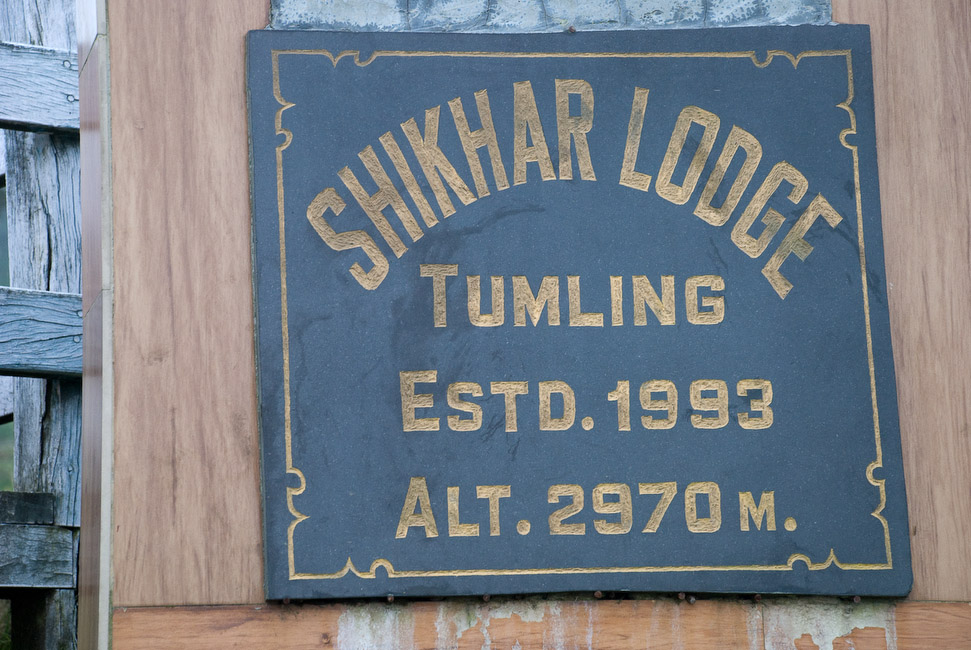 SHIKHAR LODGE
TUMLING
ESTD. 1993
ALT. 2970 M.